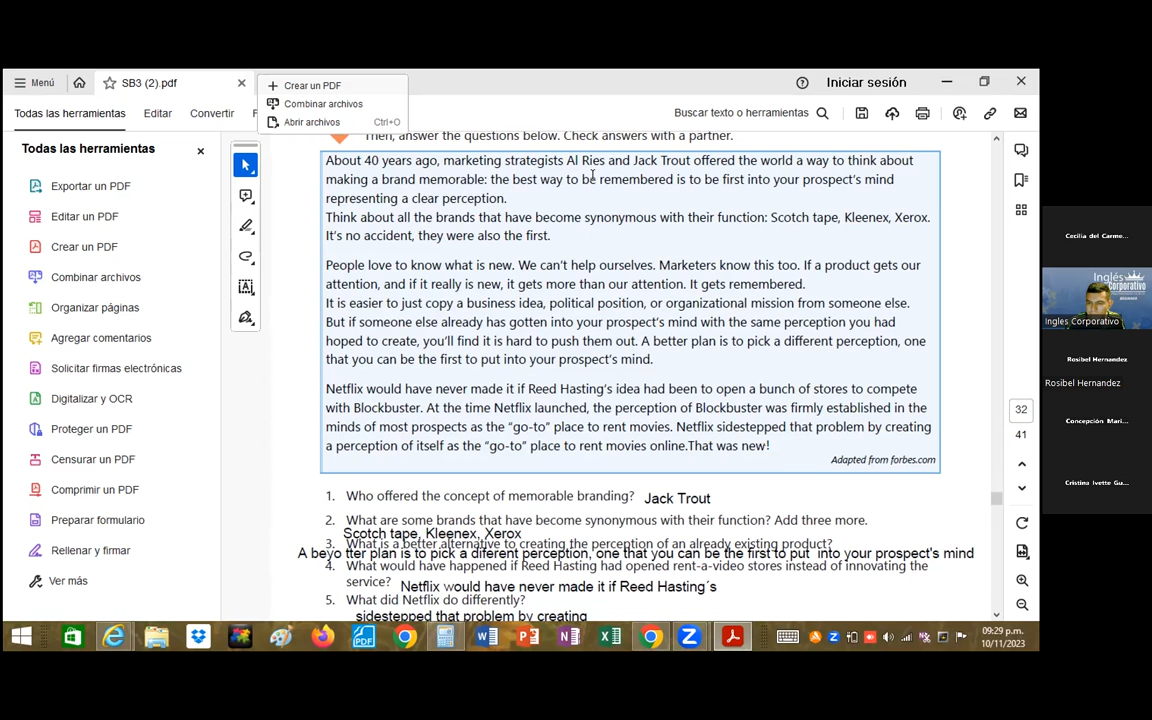 Menú
SB3 (2).pdf
Crear un PDF
Iniciar sesión
Todas las herramientas
Editar
Convertir
Combinar archivos
Buscar texto o herramientas
Abrir archivos
Ctrl+O
Then, answer the questions below. Check answers with a partner.
Todas las herramientas
Exportar un PDF
Editar un PDF
Crear un PDF
Combinar archivos
Organizar páginas
Agregar comentarios
Solicitar firmas electrónicas
Digitalizar y OCR
Proteger un PDF
Censurar un PDF
Comprimir un PDF
Preparar formulario
Rellenar y firmar
Ver más
About 40 years ago, marketing strategists Al Ries and Jack Trout offered the world a way to think about
making a brand memorable: the best way to be remembered is to be first into your prospect's mind
representing a clear perception.
Think about all the brands that have become synonymous with their function: Scotch tape, Kleenex, Xerox.
It's no accident, they were also the first.
People love to know what is new. We can't help ourselves. Marketers know this too. If a product gets our
attention, and if it really is new, it gets more than our attention. It gets remembered.
It is easier to just copy a business idea, political position, or organizational mission from someone else.
But if someone else already has gotten into your prospect's mind with the same perception you had
hoped to create, you'll find it is hard to push them out. A better plan is to pick a different perception, one
that you can be the first to put into your prospect's mind.
Netflix would have never made it if Reed Hasting's idea had been to open a bunch of stores to compete
with Blockbuster. At the time Netflix launched, the perception of Blockbuster was firmly established in the
minds of most prospects as the "go-to" place to rent movies. Netflix sidestepped that problem by creating
a perception of itself as the "go-to" place to rent movies online.That was new!
Adapted from forbes.com
1. Who offered the concept of memorable branding? Jack Trout
2. What are some brands that have become synonymous with their function? Add three more.
Scotch tape, Kleenex, Xerox
3. What is a better alternative to creating the perception of an already existing product?
A beyo tter plan is to pick a diferent perception, one that you can be the first to put into your prospect's mind
4. What would have happened if Reed Hasting had opened rent-a-video stores instead of innovating the
service? Netflix would have never made it if Reed Hasting´s
5. What did Netflix do differently?
sidestepped that problem by creating
32
41
Cecilia del Carme...
Inglés
Corporativo
Ingles Corporativo
Rosibel Hernandez
Rosibel Hernandez
Concepción Mari...
Cristina Ivette Gu...
09:29 p.m.
10/11/2023